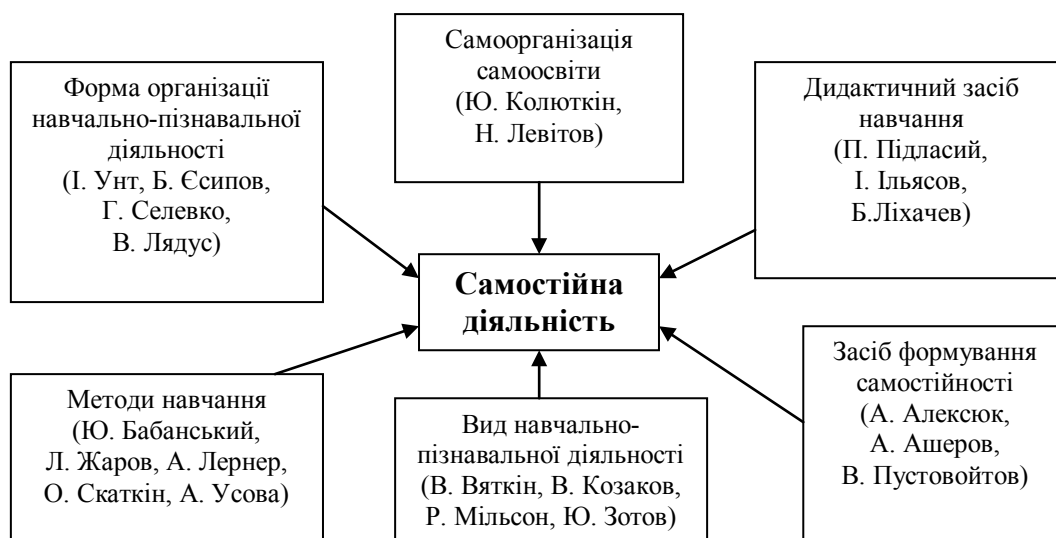 Форма організації
навчально-пізнавальної
діяльності
(І. Унт, Б. Єсипов,
Г. Селевко,
В. Лядус)
Самоорганізація
самоосвіти
(Ю. Колюткін,
Н. Левітов)
Дидактичний засіб
навчання
(П. Підласий,
І. Ільясов,
Б.Ліхачев)
Самостійна
діяльність
Методи навчання
(Ю. Бабанський,
Л. Жаров, А. Лернер,
О. Скаткін, А. Усова)
Вид навчально-
пізнавальної діяльності
(В. Вяткін, В. Козаков,
Р. Мільсон, Ю. Зотов)
Засіб формування
самостійності
(А. Алексюк,
А. Ашеров,
В. Пустовойтов)